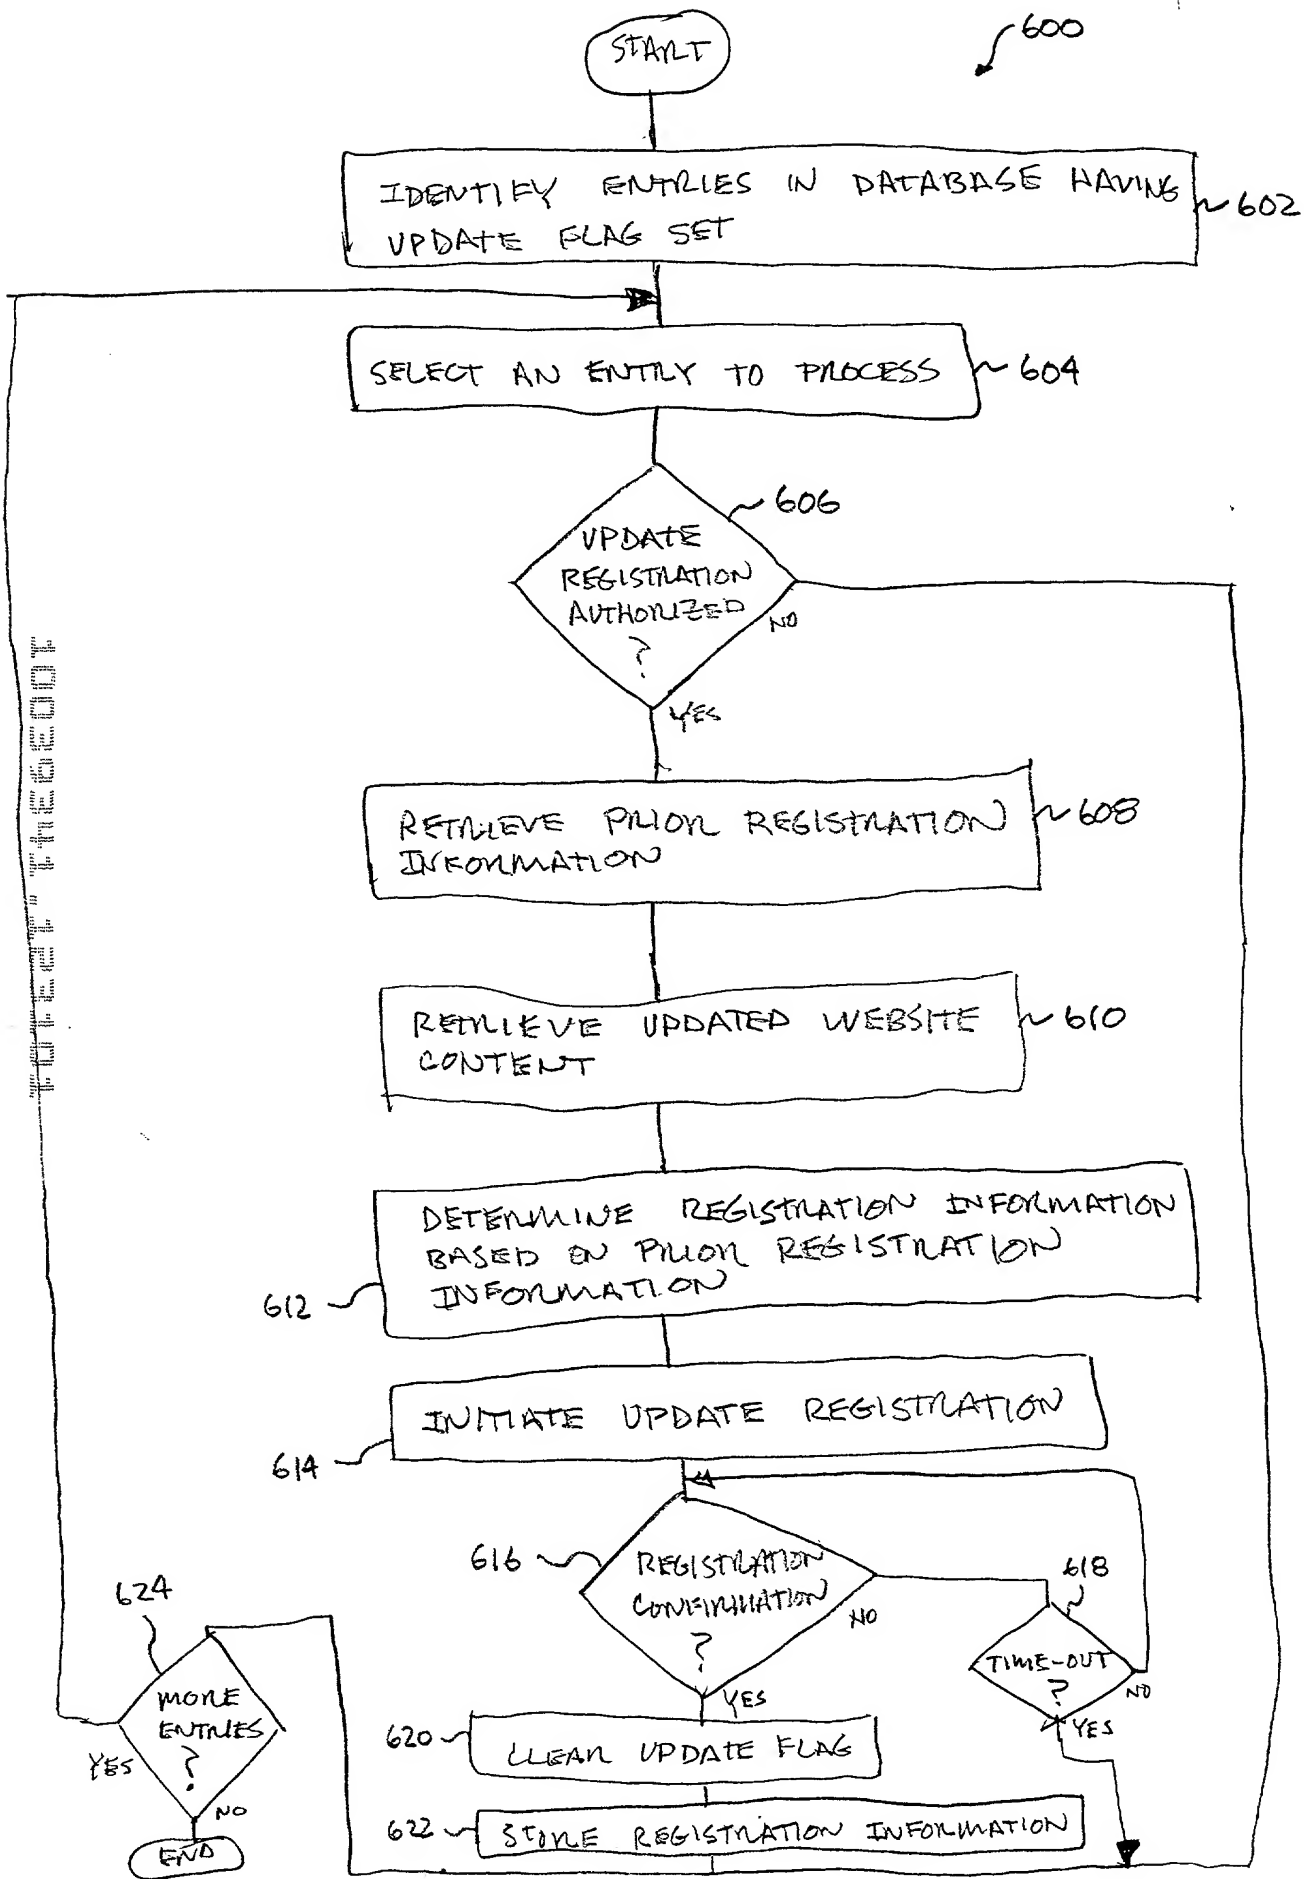 START
600
IDENTIFY ENTRIES IN DATABASE HAVING
UPDATE FLAG SET
602
SELECT AN ENTRY TO PROCESS
604
606
UPDATE
REGISTRATION
AUTHORIZED
?
NO
YES
RETRIEVE PRIOR REGISTRATION
INFORMATION
608
RETRIEVE UPDATED WEBSITE
CONTENT
610
DETERMINE REGISTRATION INFORMATION
BASED ON PRIOR REGISTRATION
INFORMATION
612
INITIATE UPDATE REGISTRATION
614
616
REGISTRATION
CONFIRMATION
?
NO
YES
618
TIME-OUT
?
NO
YES
620
CLEAR UPDATE FLAG
622
STORE REGISTRATION INFORMATION
624
MORE
ENTRIES
?
YES
NO
END
10039341.123101